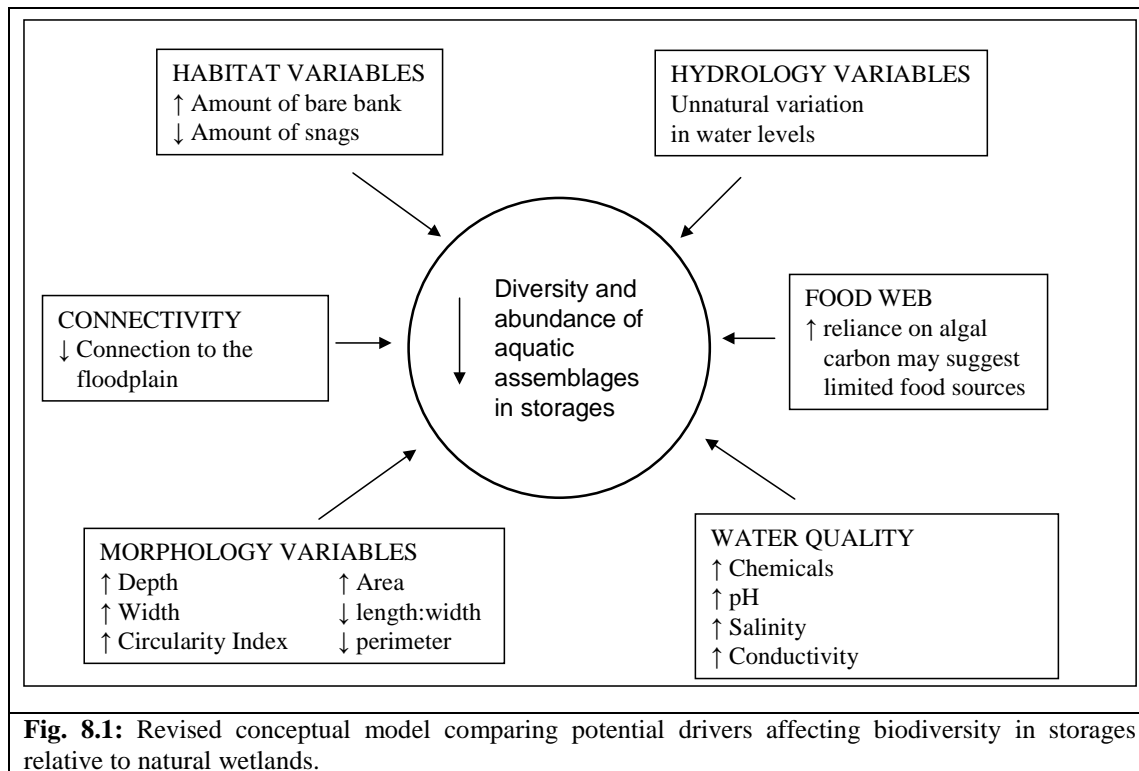 HABITAT VARIABLES
↑ Amount of bare bank
↓ Amount of snags
HYDROLOGY VARIABLES
Unnatural variation
in water levels
CONNECTIVITY
↓ Connection to the
floodplain
↓ Diversity and
abundance of
aquatic
assemblages
in storages
FOOD WEB
↑ reliance on algal
carbon may suggest
limited food sources
MORPHOLOGY VARIABLES
↑ Depth ↑ Area
↑ Width ↓ length:width
↑ Circularity Index ↓ perimeter
WATER QUALITY
↑ Chemicals
↑ pH
↑ Salinity
↑ Conductivity
Fig. 8.1: Revised conceptual model comparing potential drivers affecting biodiversity in storages
relative to natural wetlands.